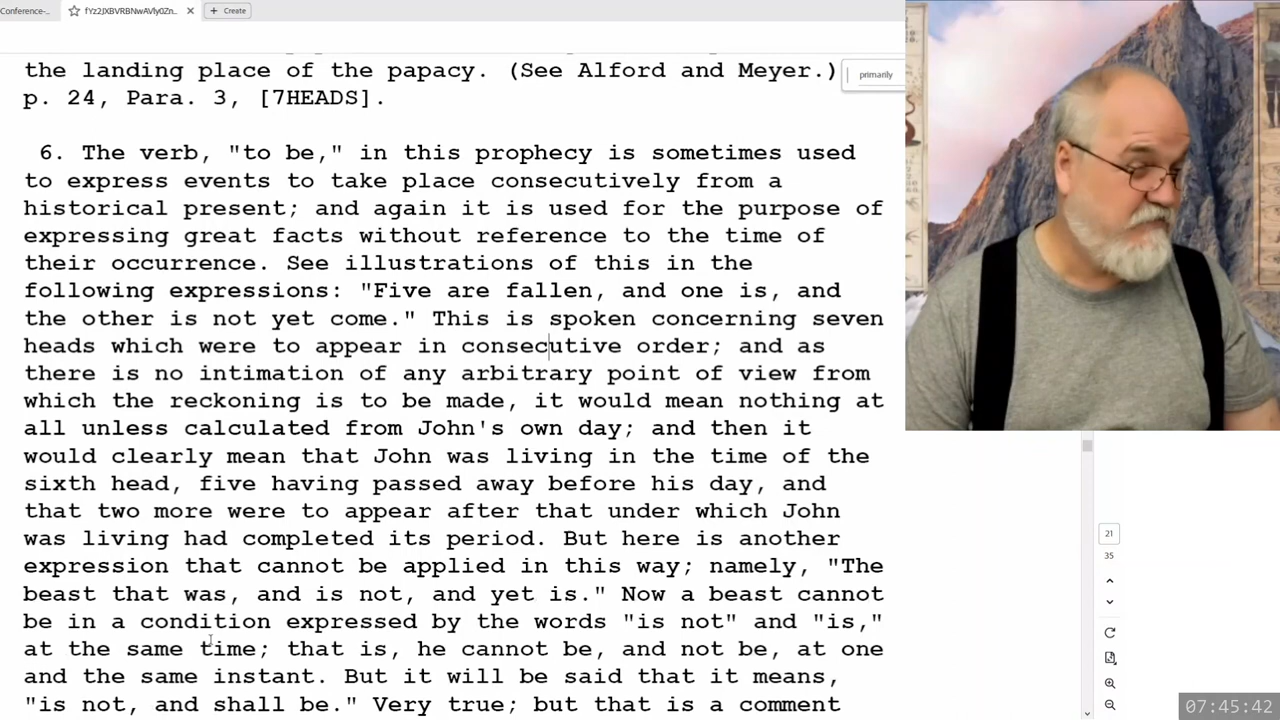 Conference-..
fYz2JXBVRBNwAVly0Zn..
+ Create
the landing place of the papacy. (See Alford and Meyer.)
primarily
p. 24, Para. 3, [7HEADS].
6. The verb, "to be," in this prophecy is sometimes used
to express events to take place consecutively from a
historical present; and again it is used for the purpose of
expressing great facts without reference to the time of
their occurrence. See illustrations of this in the
following expressions: "Five are fallen, and one is, and
the other is not yet come." This is spoken concerning seven
heads which were to appear in consecutive order; and as
there is no intimation of any arbitrary point of view from
which the reckoning is to be made, it would mean nothing at
all unless calculated from John's own day; and then it
would clearly mean that John was living in the time of the
sixth head, five having passed away before his day, and
that two more were to appear after that under which John
was living had completed its period. But here is another
expression that cannot be applied in this way; namely, "The
beast that was, and is not, and yet is." Now a beast cannot
be in a condition expressed by the words "is not" and "is,"
at the same time; that is, he cannot be, and not be, at one
and the same instant. But it will be said that it means,
"is not, and shall be." Very true; but that is a comment
21
35
07:45:42